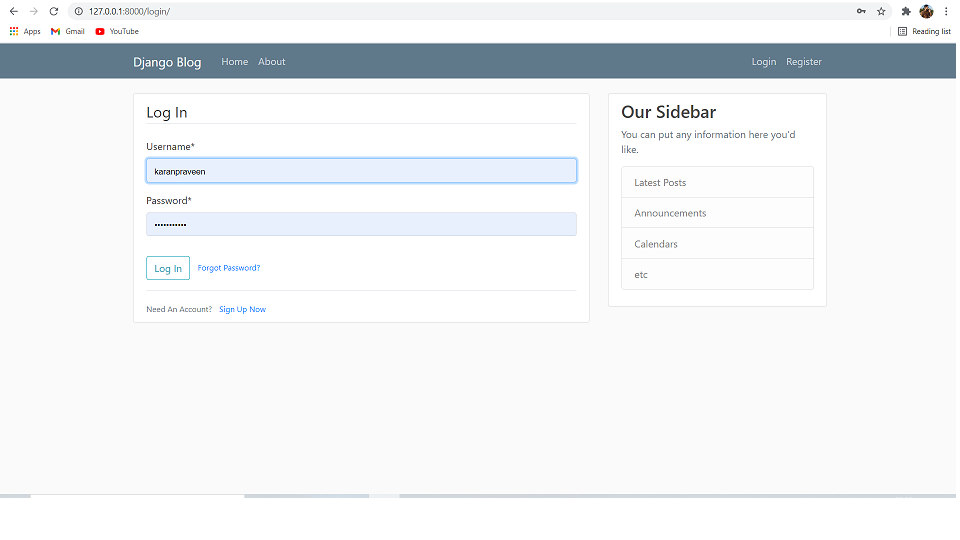 127.0.0.1:8000/login/
Apps Gmail YouTube Reading list
Django Blog Home About Login Register
Log In
Username*
karanpraveen
Password*
•••••••••••
Log In Forgot Password?
Need An Account? Sign Up Now
Our Sidebar
You can put any information here you'd
like.
Latest Posts
Announcements
Calendars
etc